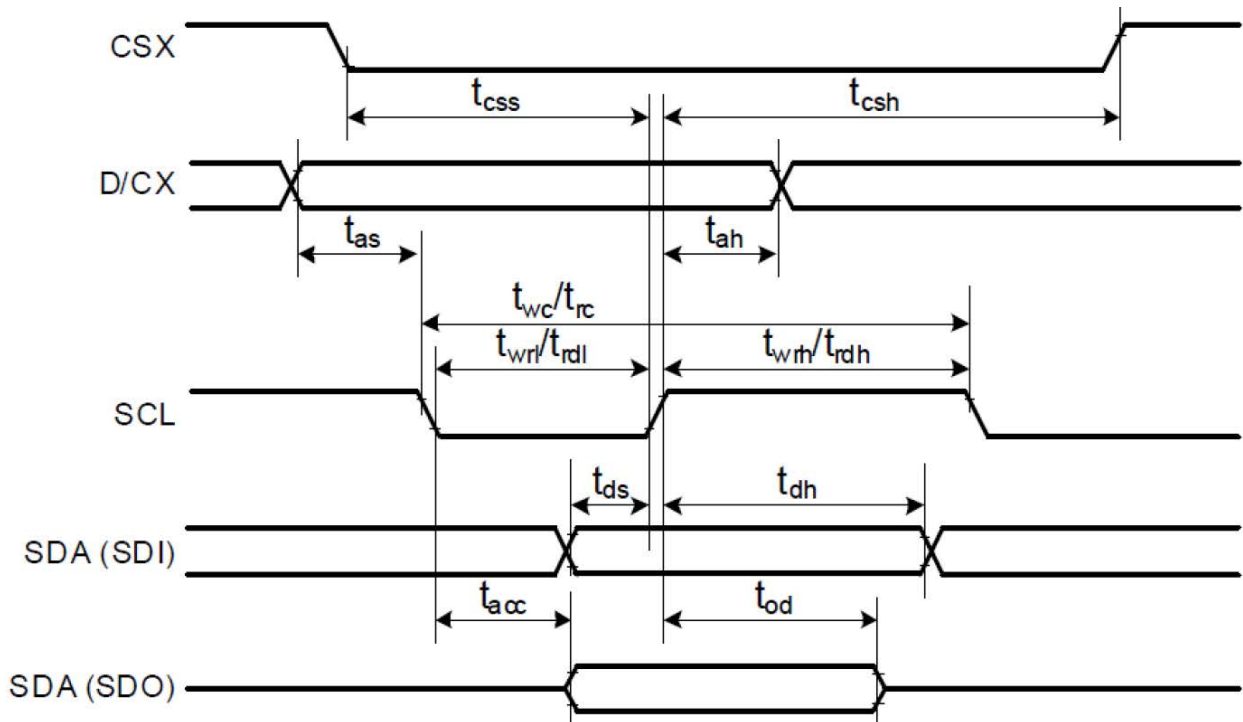 CSX
tcss
tcsh
D/CX
tas
tah
twc/trc
twrl/trdl
twrh/trdh
SCL
tds
tdh
SDA (SDI)
tacc
tod
SDA (SDO)